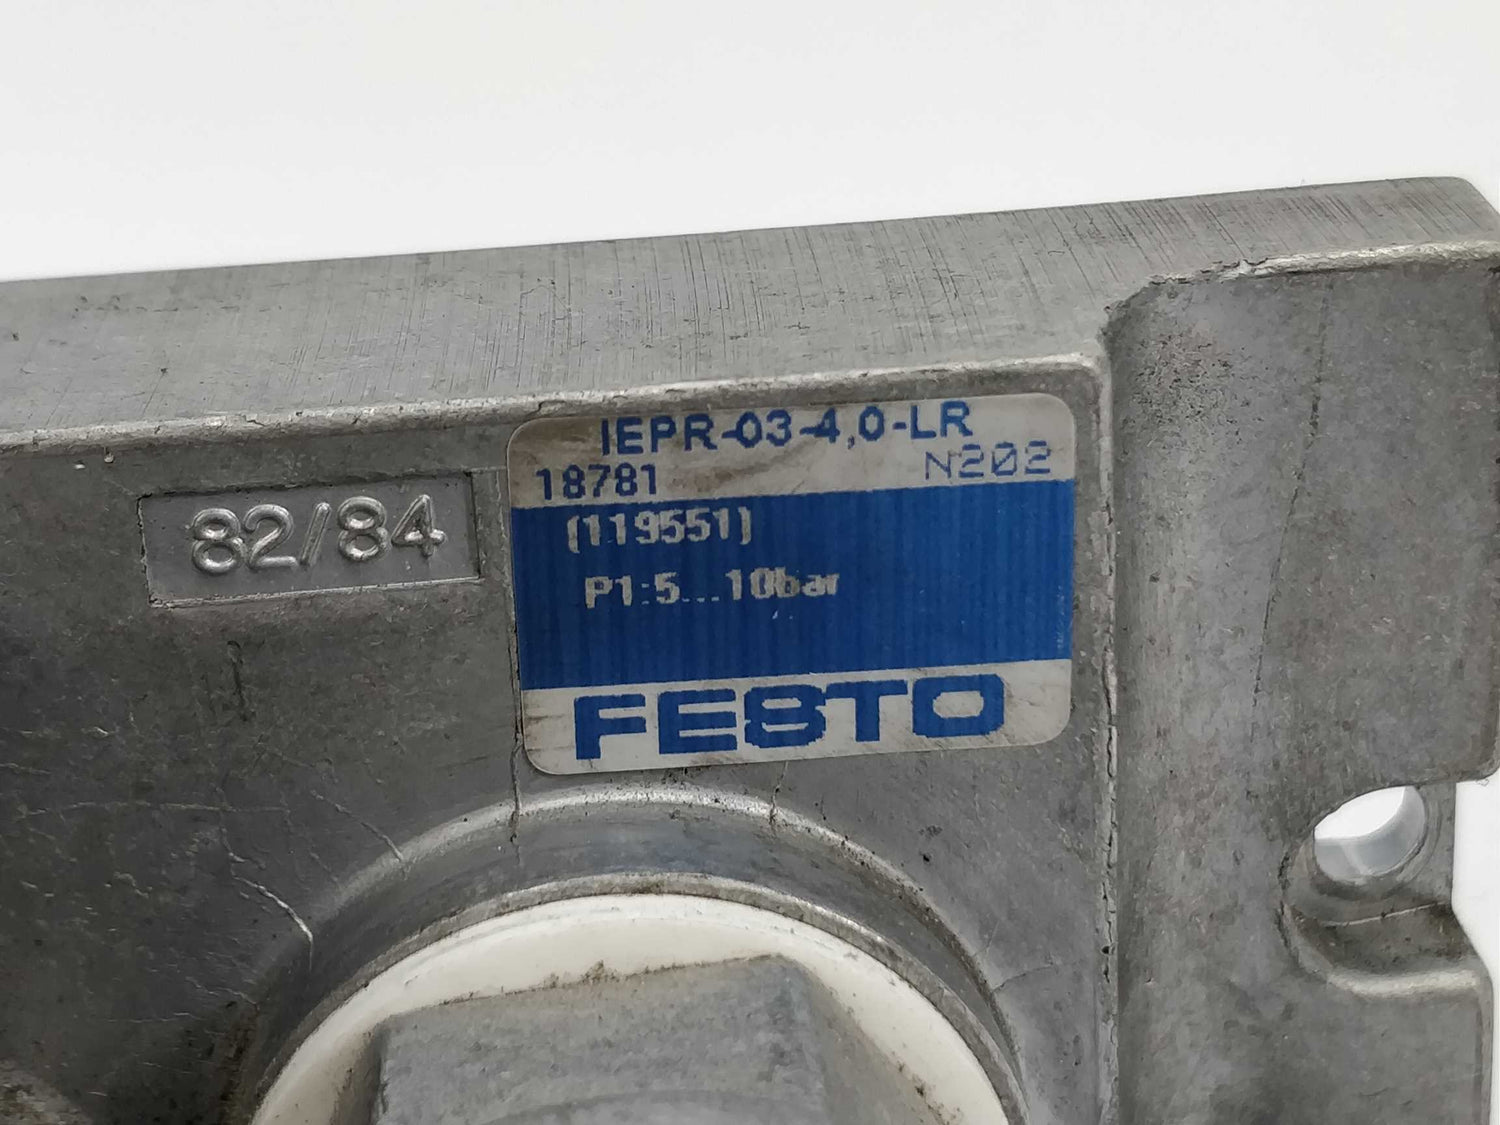 82/84
IEPR-03-4,0-LR
18781 N202
(119551)
P1:5...10bar
FESTO